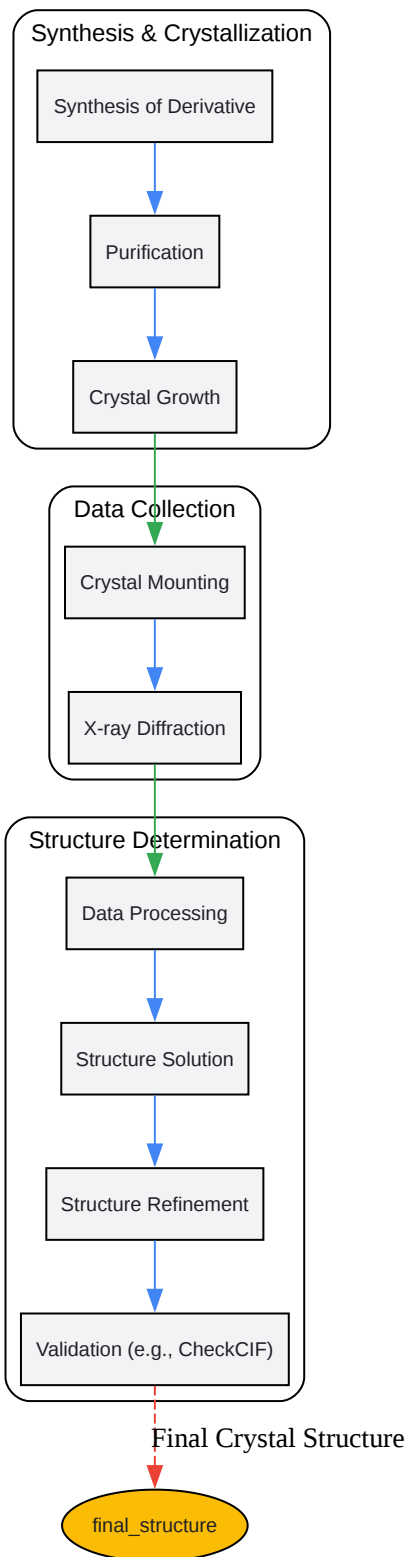 Synthesis & Crystallization
Synthesis of Derivative
Purification
Crystal Growth
Data Collection
Crystal Mounting
X-ray Diffraction
Structure Determination
Data Processing
Structure Solution
Structure Refinement
Validation (e.g., CheckCIF)
Final Crystal Structure
final_structure